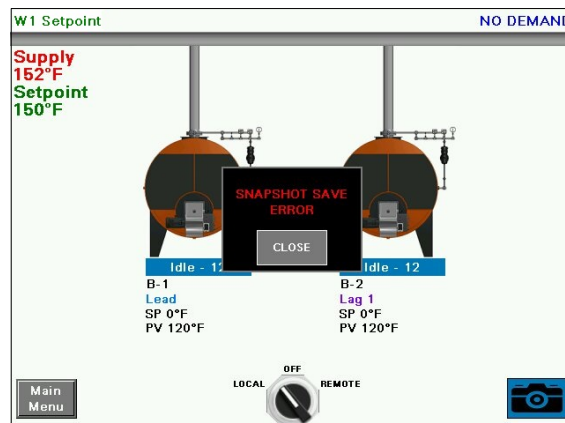 W1 Setpoint
NO DEMAND
Supply
152°F
Setpoint
150°F
SNAPSHOT SAVE
ERROR
CLOSE
Idle - 12
Idle - 12
B-1
Lead
SP 0°F
PV 120°F
B-2
Lag 1
SP 0°F
PV 120°F
OFF
LOCAL
REMOTE
Main
Menu